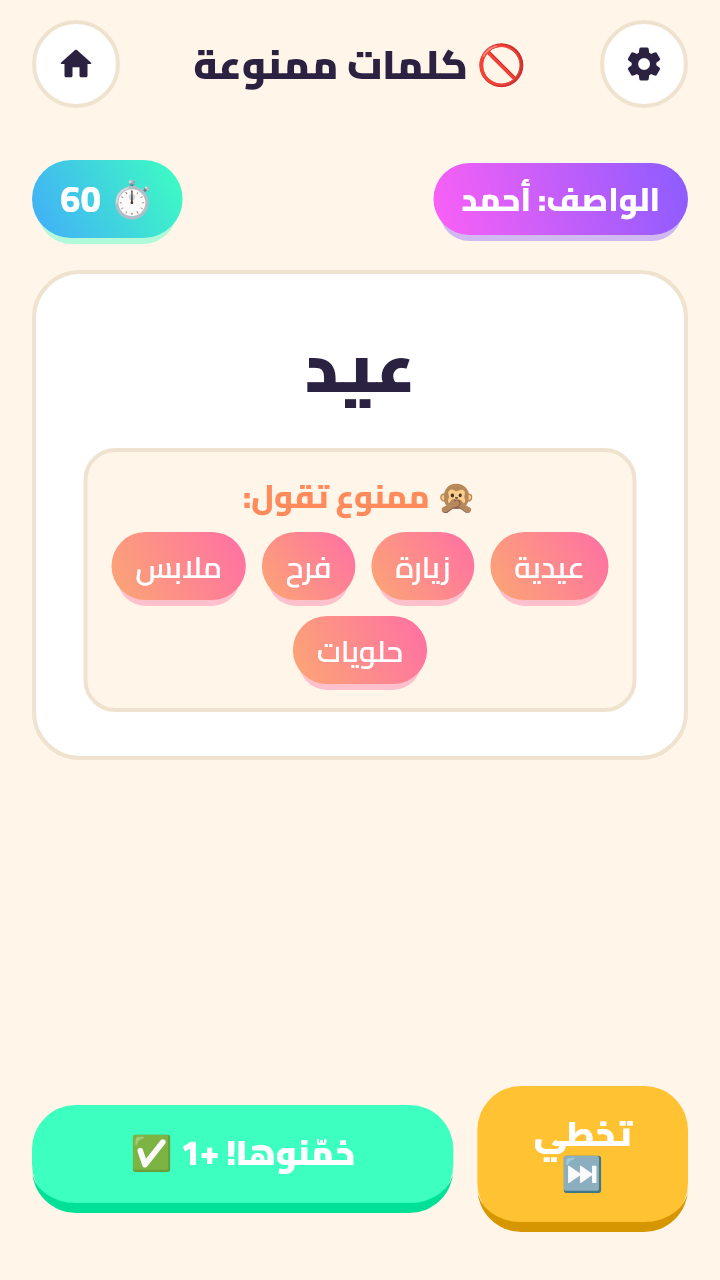 🚫 كلمات ممنوعة
الواصف: أحمد
⏱️ 60
عيد
🙊 ممنوع تقول:
عيدية زيارة فرح ملابس
حلويات
تخطي
⏭️
خمّنوها! +1 ✅